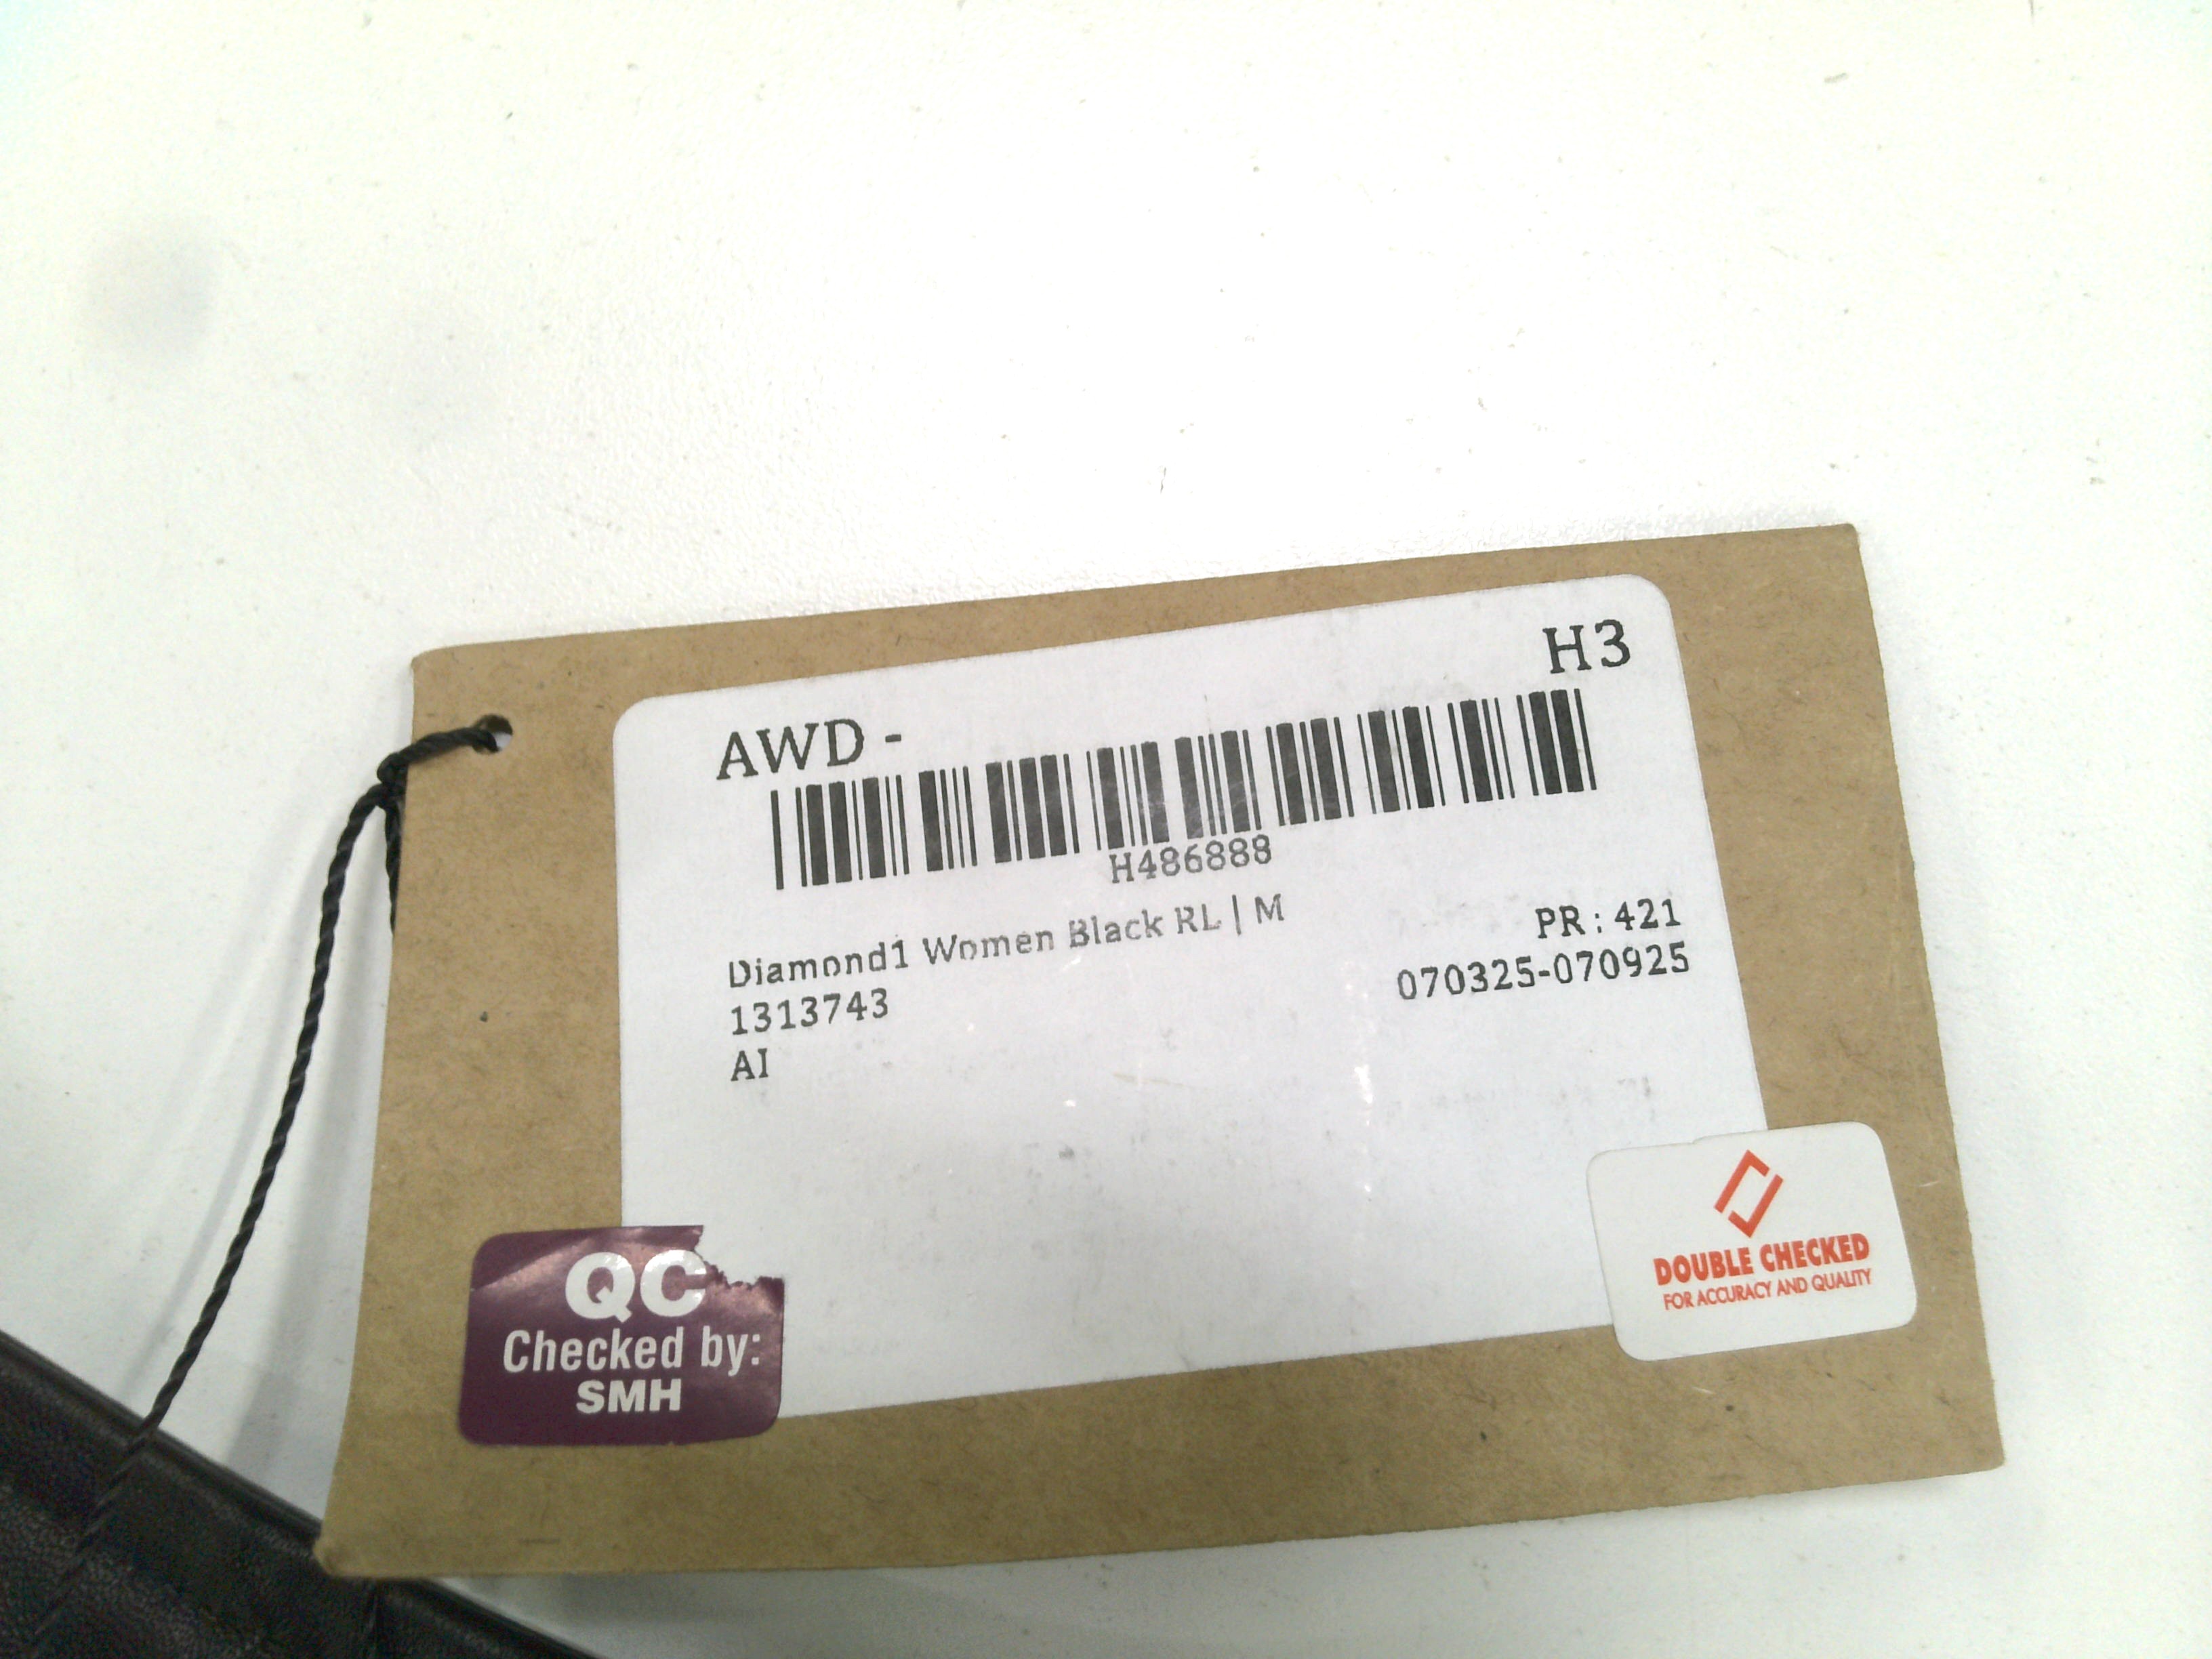 H3
AWD -
H486888
Diamond1 Women Black RL | M
PR : 421
1313743
070325-070925
AI
QC
Checked by:
SMH
DOUBLE CHECKED
FOR ACCURACY AND QUALITY